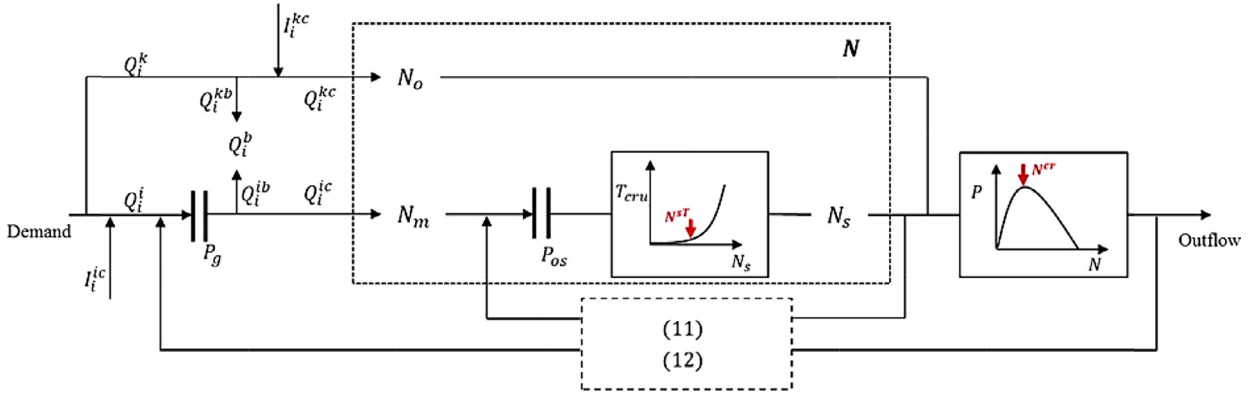 I_i^{kc}
N
Q_i^k
N_o
Q_i^{kb}
Q_i^{kc}
Q_i^b
T_{cru}
N^{sT}
N_s
P
N^{cr}
N
Q_i^i
Q_i^{ib}
Q_i^{ic}
N_m
N_s
Demand
Outflow
P_g
P_{os}
I_i^{ic}
(11)
(12)